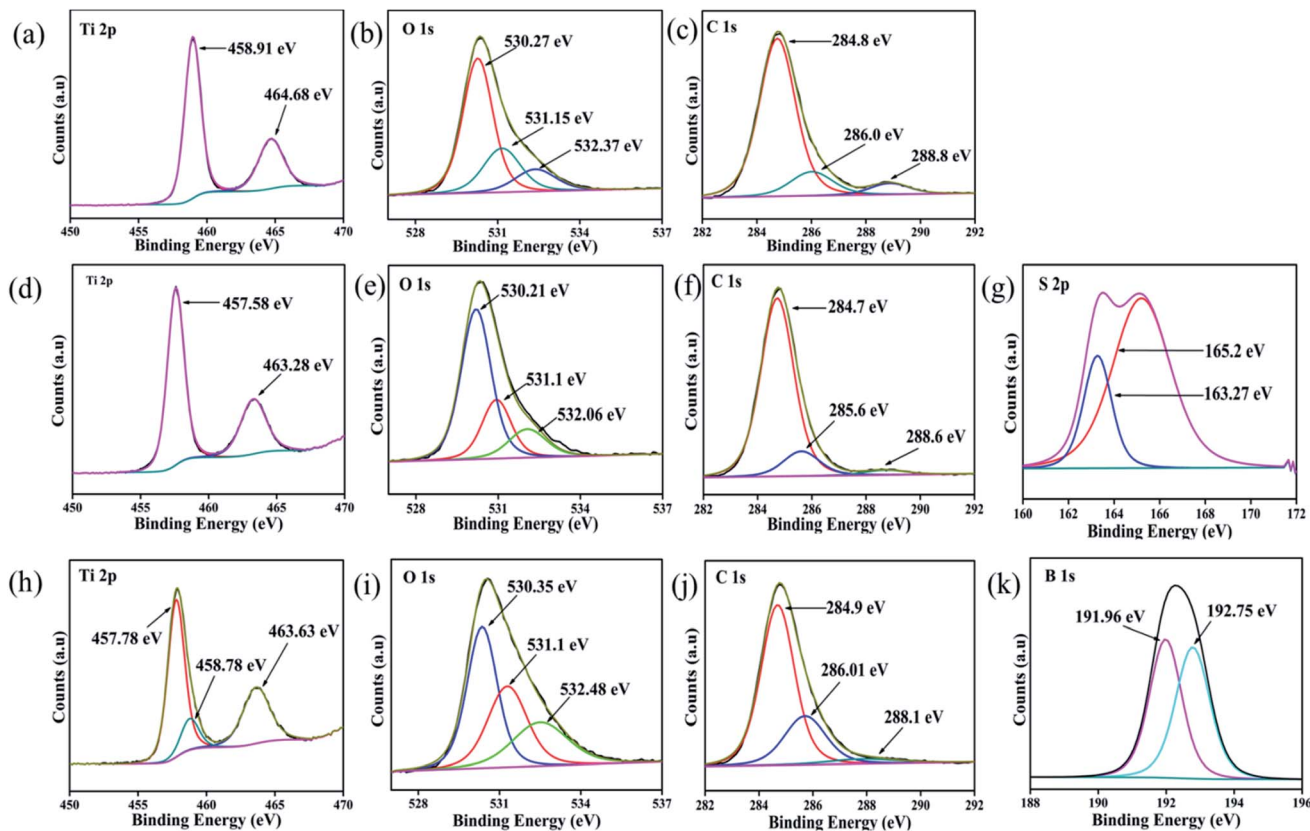 (a)
Ti 2p
458.91 eV
464.68 eV
Counts (a.u)
450 455 460 465 470
Binding Energy (eV)
(b)
O 1s
530.27 eV
531.15 eV
532.37 eV
Counts (a.u)
528 531 534 537
Binding Energy (eV)
(c)
C 1s
284.8 eV
286.0 eV
288.8 eV
Counts (a.u)
282 284 286 288 290 292
Binding Energy (eV)
(d)
Ti 2p
457.58 eV
463.28 eV
Counts (a.u)
450 455 460 465 470
Binding Energy (eV)
(e)
O 1s
530.21 eV
531.1 eV
532.06 eV
Counts (a.u)
528 531 534 537
Binding Energy (eV)
(f)
C 1s
284.7 eV
285.6 eV
288.6 eV
Counts (a.u)
282 284 286 288 290 292
Binding Energy (eV)
(g)
S 2p
165.2 eV
163.27 eV
Counts (a.u)
160 162 164 166 168 170 172
Binding Energy (eV)
(h)
Ti 2p
457.78 eV
458.78 eV
463.63 eV
Counts (a.u)
450 455 460 465 470
Binding Energy (eV)
(i)
O 1s
530.35 eV
531.1 eV
532.48 eV
Counts (a.u)
528 531 534 537
Binding Energy (eV)
(j)
C 1s
284.9 eV
286.01 eV
288.1 eV
Counts (a.u)
282 284 286 288 290 292
Binding Energy (eV)
(k)
B 1s
191.96 eV
192.75 eV
Counts (a.u)
188 190 192 194 196
Binding Energy (eV)